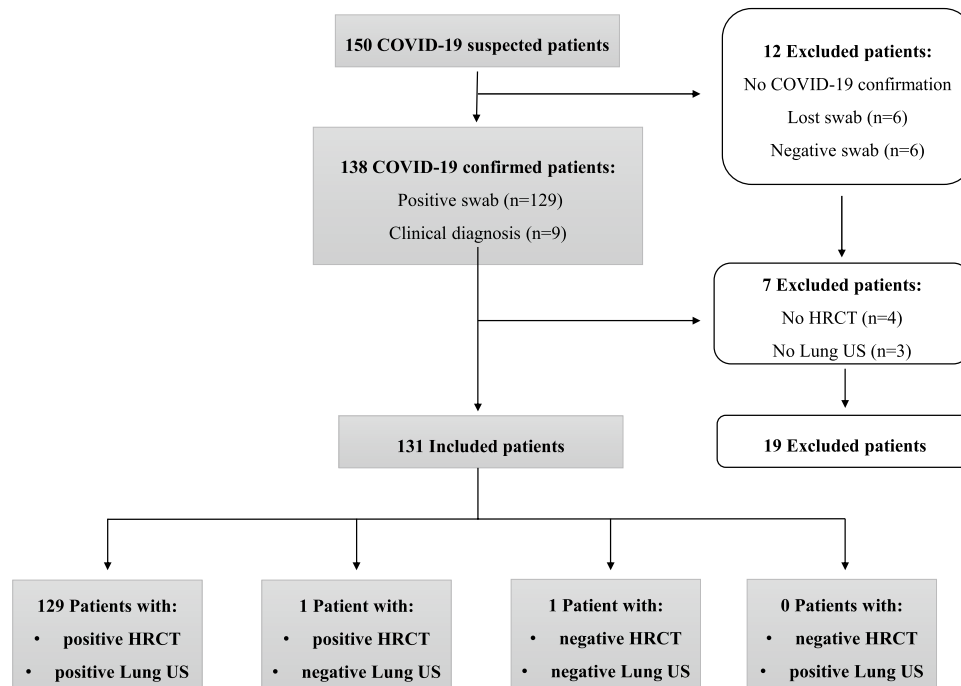 150 COVID-19 suspected patients
12 Excluded patients:
No COVID-19 confirmation
Lost swab (n=6)
Negative swab (n=6)
138 COVID-19 confirmed patients:
Positive swab (n=129)
Clinical diagnosis (n=9)
7 Excluded patients:
No HRCT (n=4)
No Lung US (n=3)
131 Included patients
19 Excluded patients
129 Patients with:
• positive HRCT
• positive Lung US
1 Patient with:
• positive HRCT
• negative Lung US
1 Patient with:
• negative HRCT
• negative Lung US
0 Patients with:
• negative HRCT
• positive Lung US